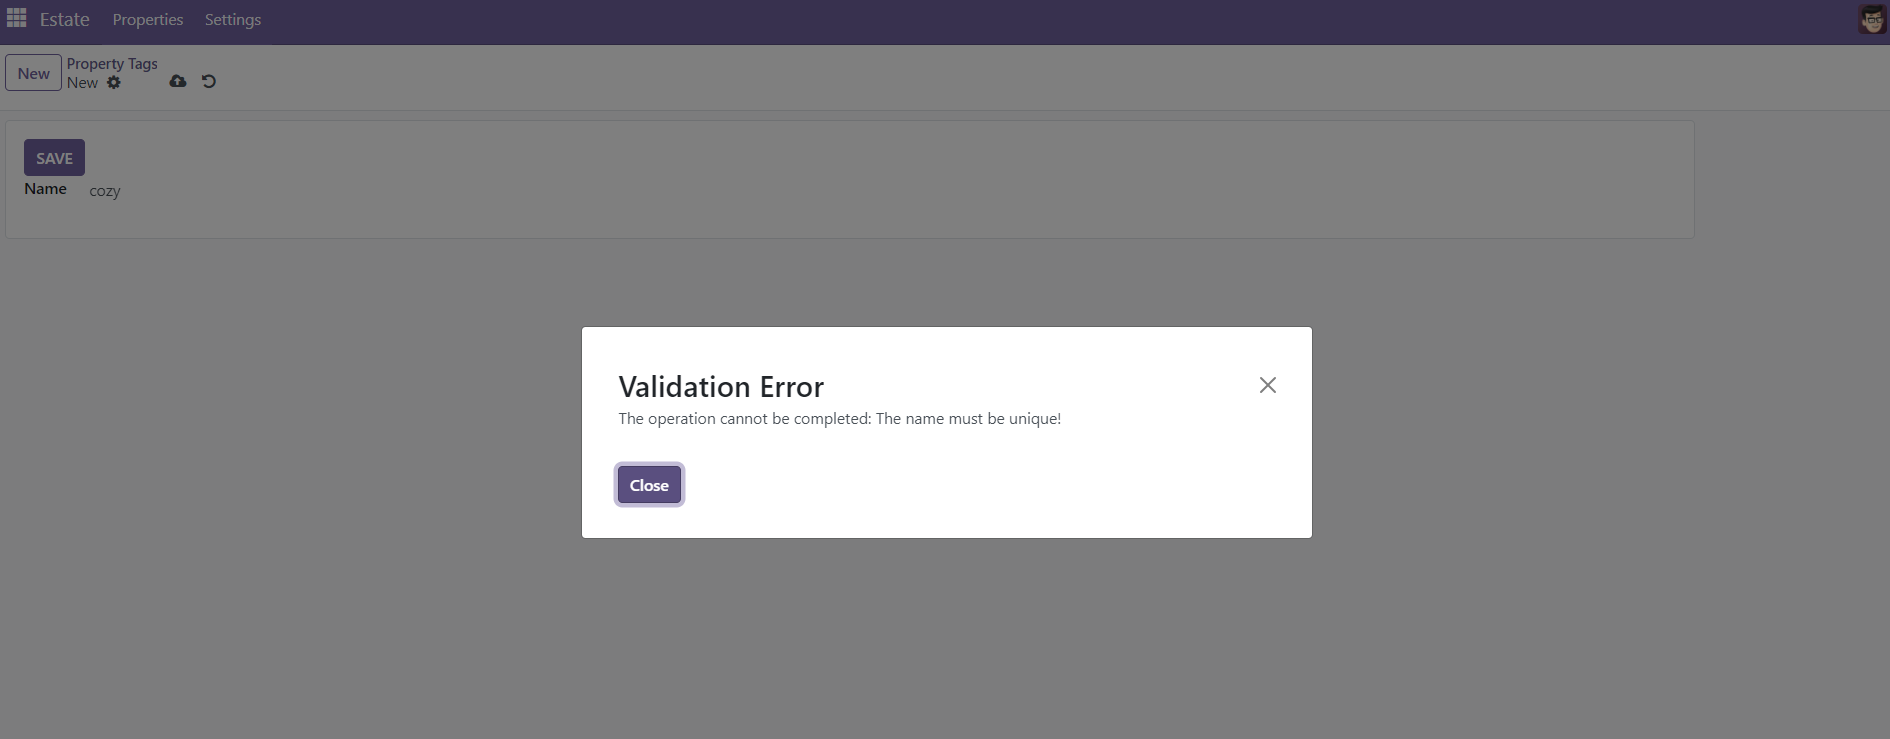 Estate Properties Settings
New
Property Tags
New
SAVE
Name cozy
Validation Error
The operation cannot be completed: The name must be unique!
Close